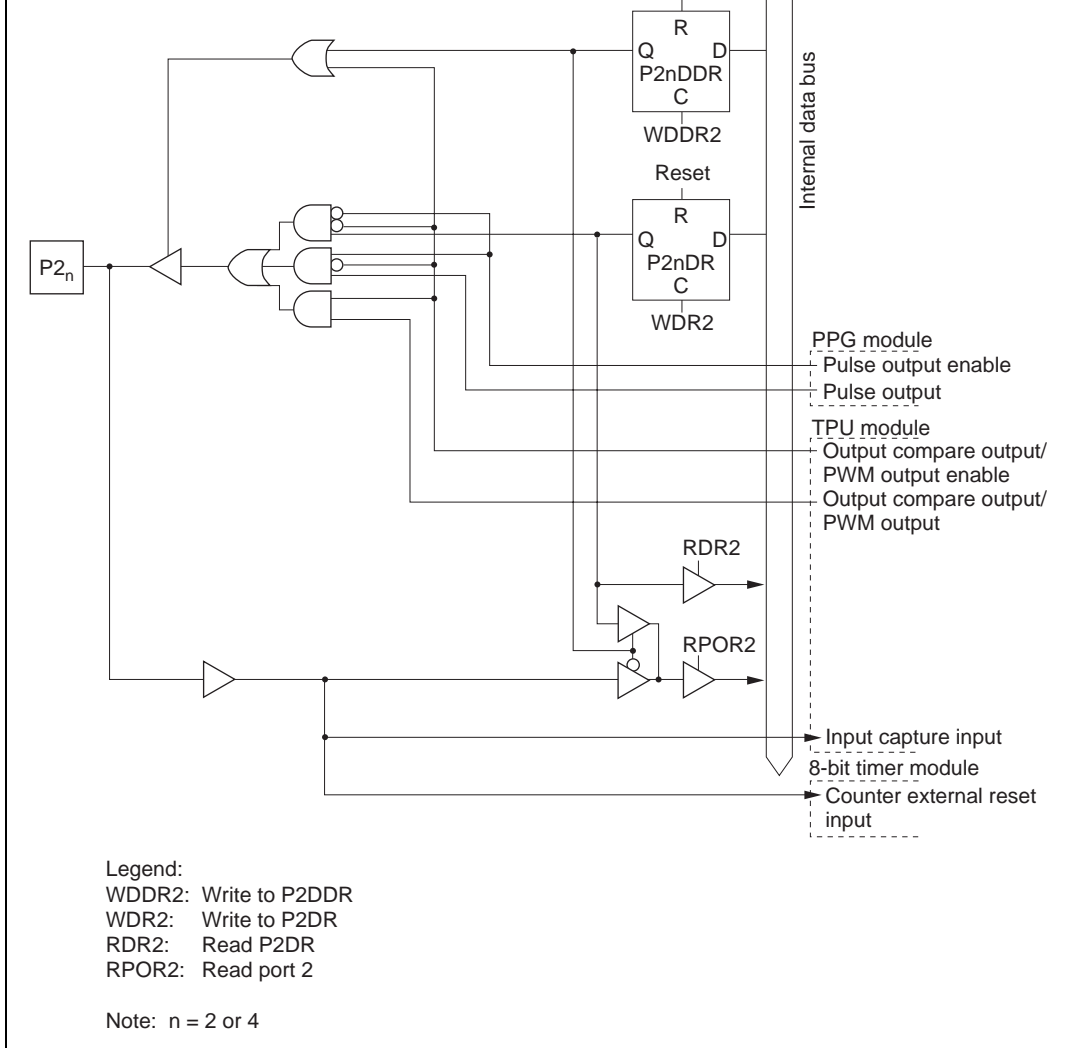 R
Q D
P2nDDR
C
WDDR2
Internal data bus
Reset
R
Q D
P2nDR
C
WDR2
P2n
PPG module
Pulse output enable
Pulse output
TPU module
Output compare output/
PWM output enable
Output compare output/
PWM output
RDR2
RPOR2
Input capture input
8-bit timer module
Counter external reset
input
Legend:
WDDR2: Write to P2DDR
WDR2: Write to P2DR
RDR2: Read P2DR
RPOR2: Read port 2
Note: n = 2 or 4